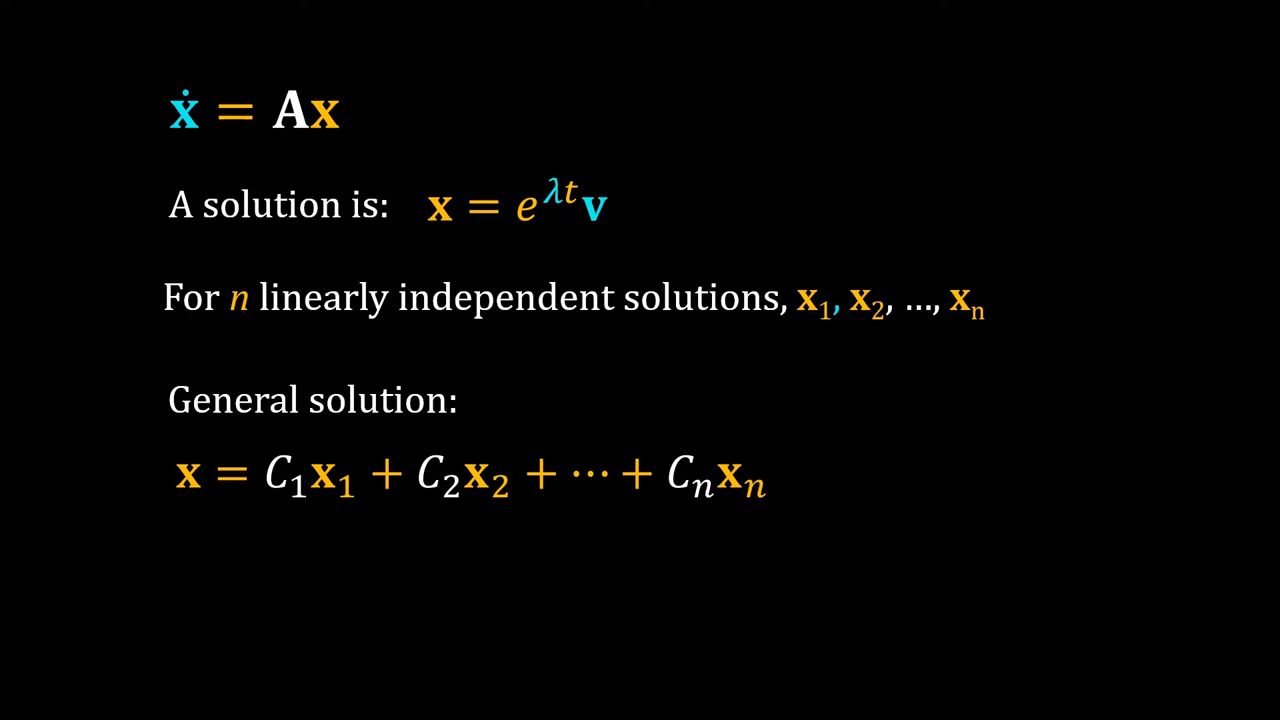 ẋ = Ax
A solution is: x = e^{λt}v
For n linearly independent solutions, x₁, x₂, ..., xₙ
General solution:
x = C₁x₁ + C₂x₂ + ⋯ + Cₙxₙ